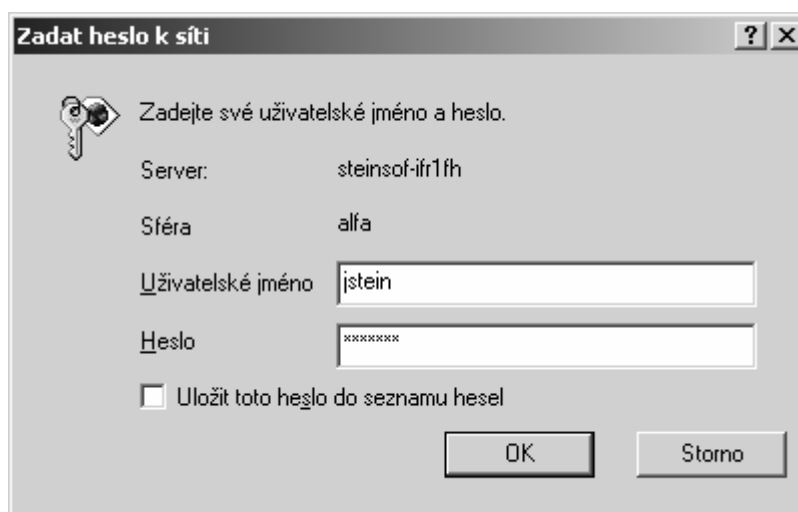 Zadat heslo k síti
Zadejte své uživatelské jméno a heslo.
Server: steinsof-ifr1fh
Sféra alfa
Uživatelské jméno jstein
Heslo *******
Uložit toto heslo do seznamu hesel
OK Storno